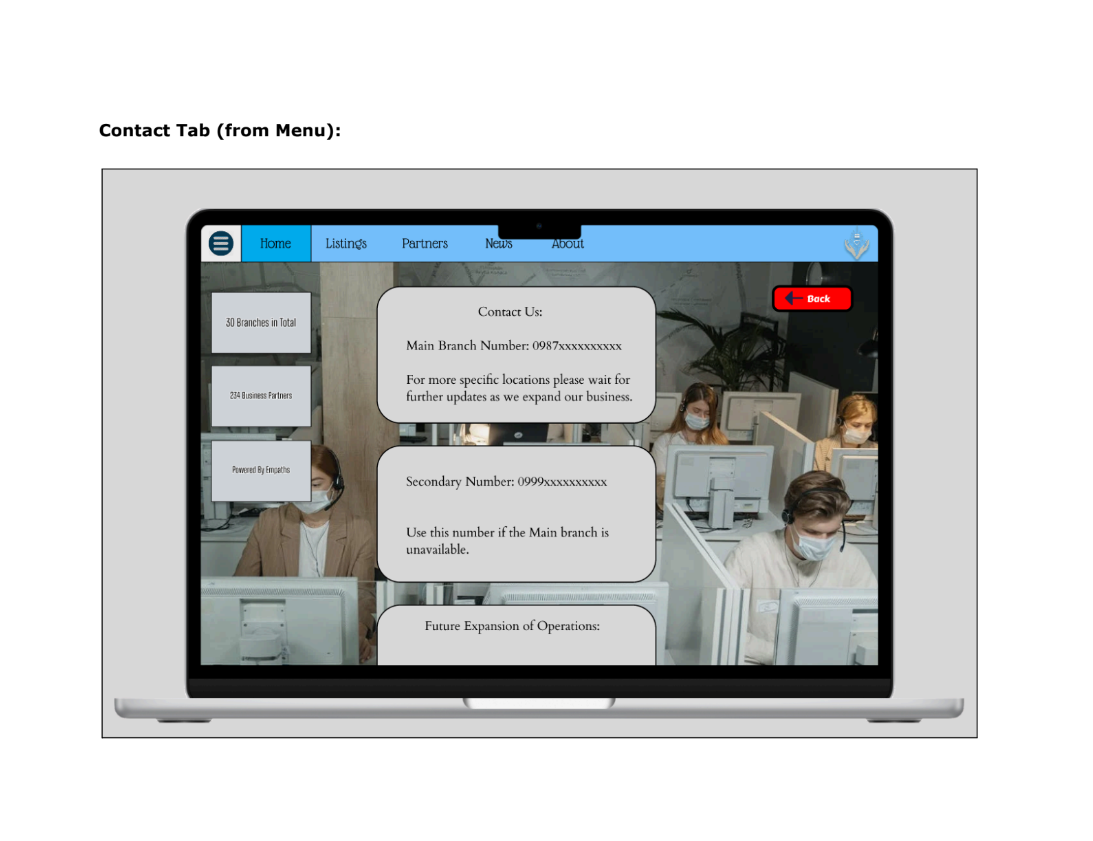 Contact Tab (from Menu):
Home Listings Partners News About
Back
30 Branches in Total
234 Business Partners
Powered By Empaths
Contact Us:
Main Branch Number: 0987xxxxxxxxxx
For more specific locations please wait for
further updates as we expand our business.
Secondary Number: 0999xxxxxxxxxx
Use this number if the Main branch is
unavailable.
Future Expansion of Operations: